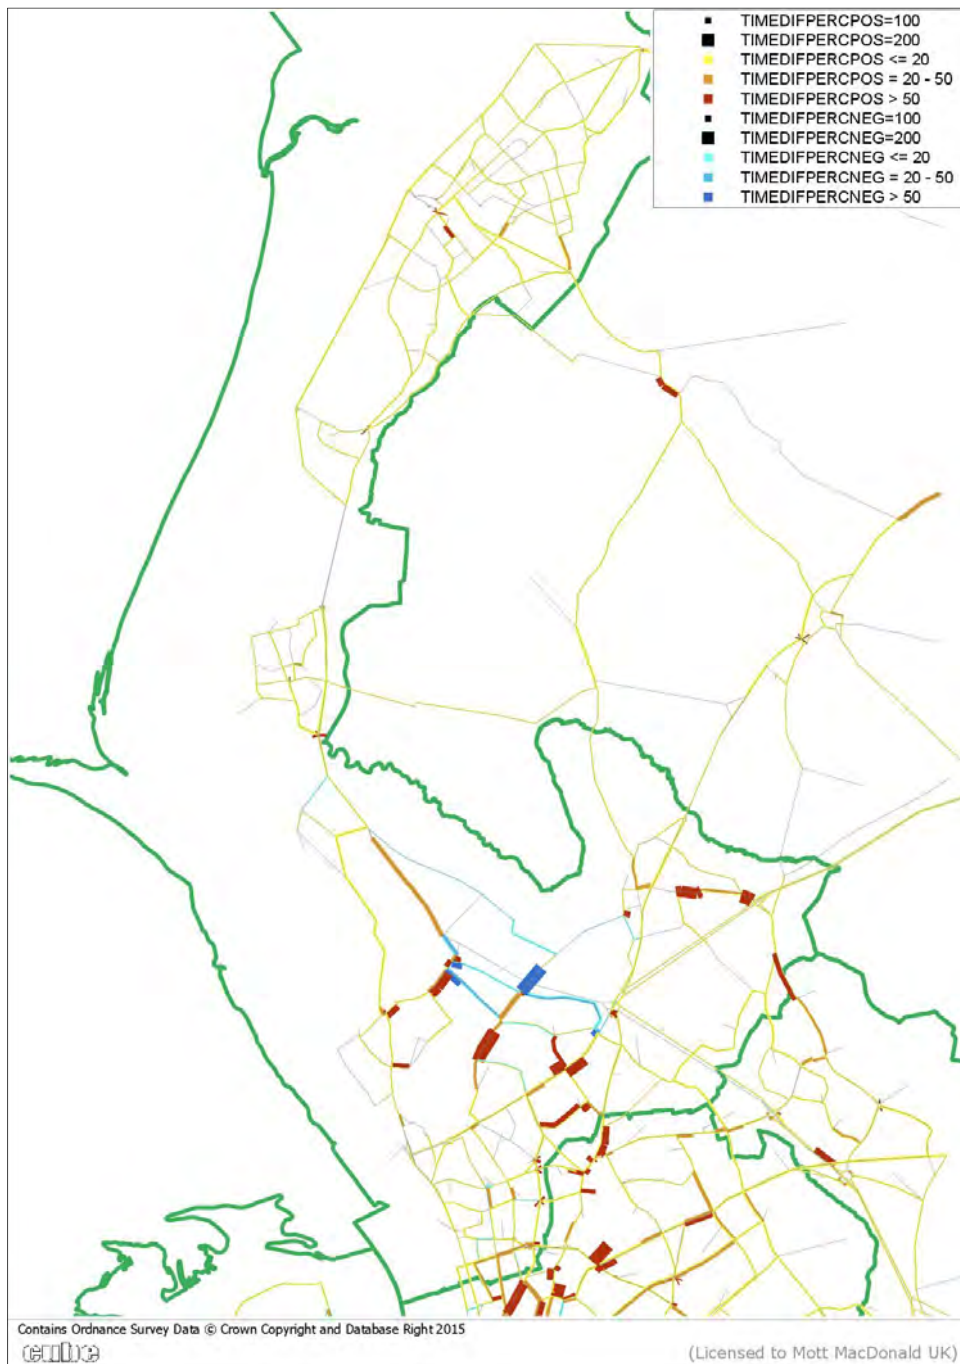 TIMEDIFPERCPOS=100
TIMEDIFPERCPOS=200
TIMEDIFPERCPOS <= 20
TIMEDIFPERCPOS = 20 - 50
TIMEDIFPERCPOS > 50
TIMEDIFPERCNEG=100
TIMEDIFPERCNEG=200
TIMEDIFPERCNEG <= 20
TIMEDIFPERCNEG = 20 - 50
TIMEDIFPERCNEG > 50
Contains Ordnance Survey Data © Crown Copyright and Database Right 2015
cube
(Licensed to Mott MacDonald UK)